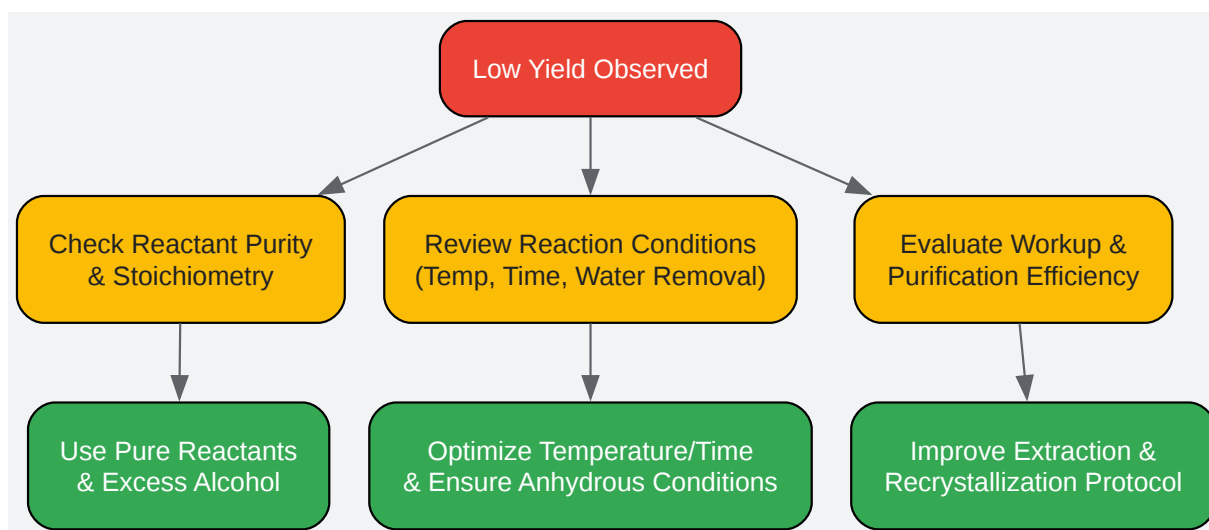 Low Yield Observed
Check Reactant Purity
& Stoichiometry
Review Reaction Conditions
(Temp, Time, Water Removal)
Evaluate Workup &
Purification Efficiency
Use Pure Reactants
& Excess Alcohol
Optimize Temperature/Time
& Ensure Anhydrous Conditions
Improve Extraction &
Recrystallization Protocol